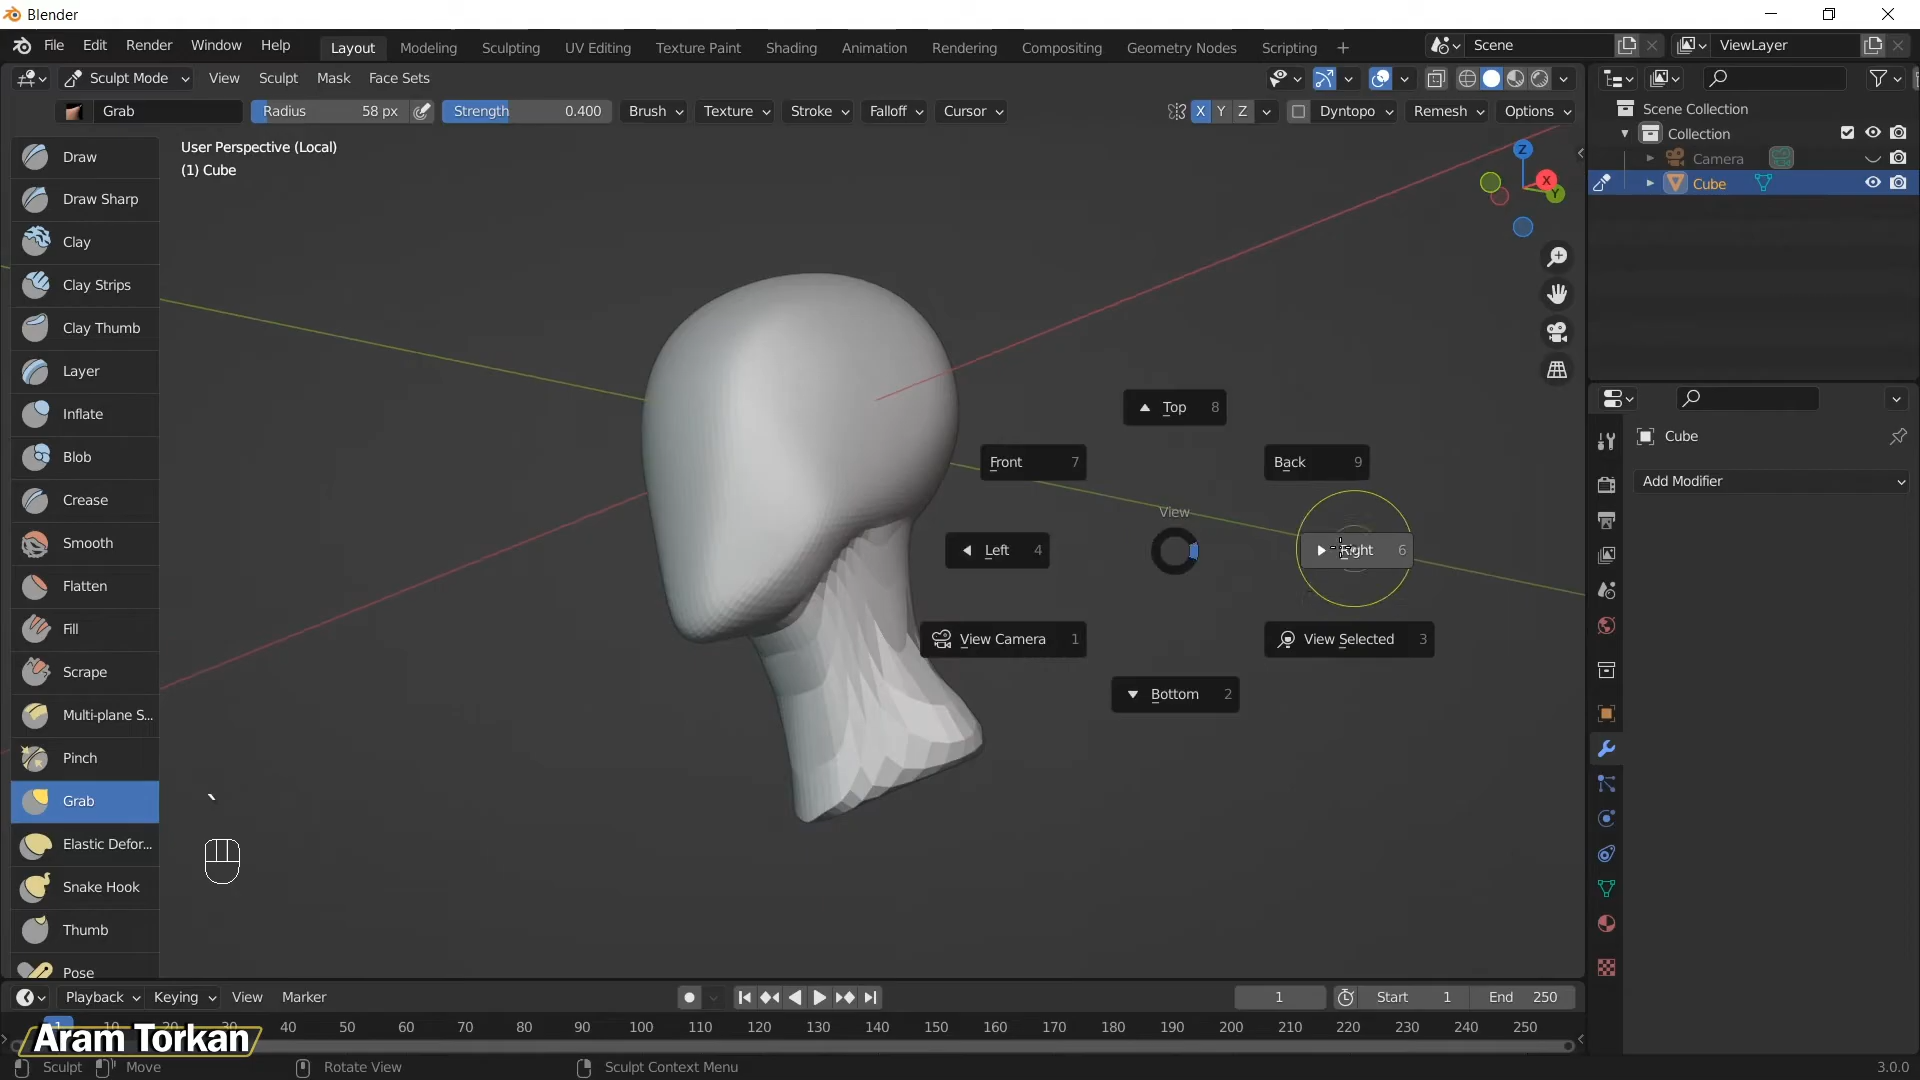 Blender
File Edit Render Window Help
Layout Modeling Sculpting UV Editing Texture Paint Shading Animation Rendering Compositing Geometry Nodes Scripting +
Scene ViewLayer
Sculpt Mode View Sculpt Mask Face Sets
Grab Radius 58 px Strength 0.400 Brush Texture Stroke Falloff Cursor X Y Z Dyntopo Remesh Options
User Perspective (Local)
(1) Cube
Scene Collection
Collection
Camera
Cube
Z
X
Y
Draw
Draw Sharp
Clay
Clay Strips
Clay Thumb
Layer
Inflate
Blob
Crease
Smooth
Flatten
Fill
Scrape
Multi-plane S...
Pinch
Grab
Elastic Defor...
Snake Hook
Thumb
Pose
Top 8
Front 7
Back 9
View
Left 4
Right 6
View Camera 1
View Selected 3
Bottom 2
`
Cube
Add Modifier
Playback Keying View Marker
1 Start 1 End 250
1 10 20 30 40 50 60 70 80 90 100 110 120 130 140 150 160 170 180 190 200 210 220 230 240 250
Aram Torkan
Sculpt Move Rotate View Sculpt Context Menu 3.0.0